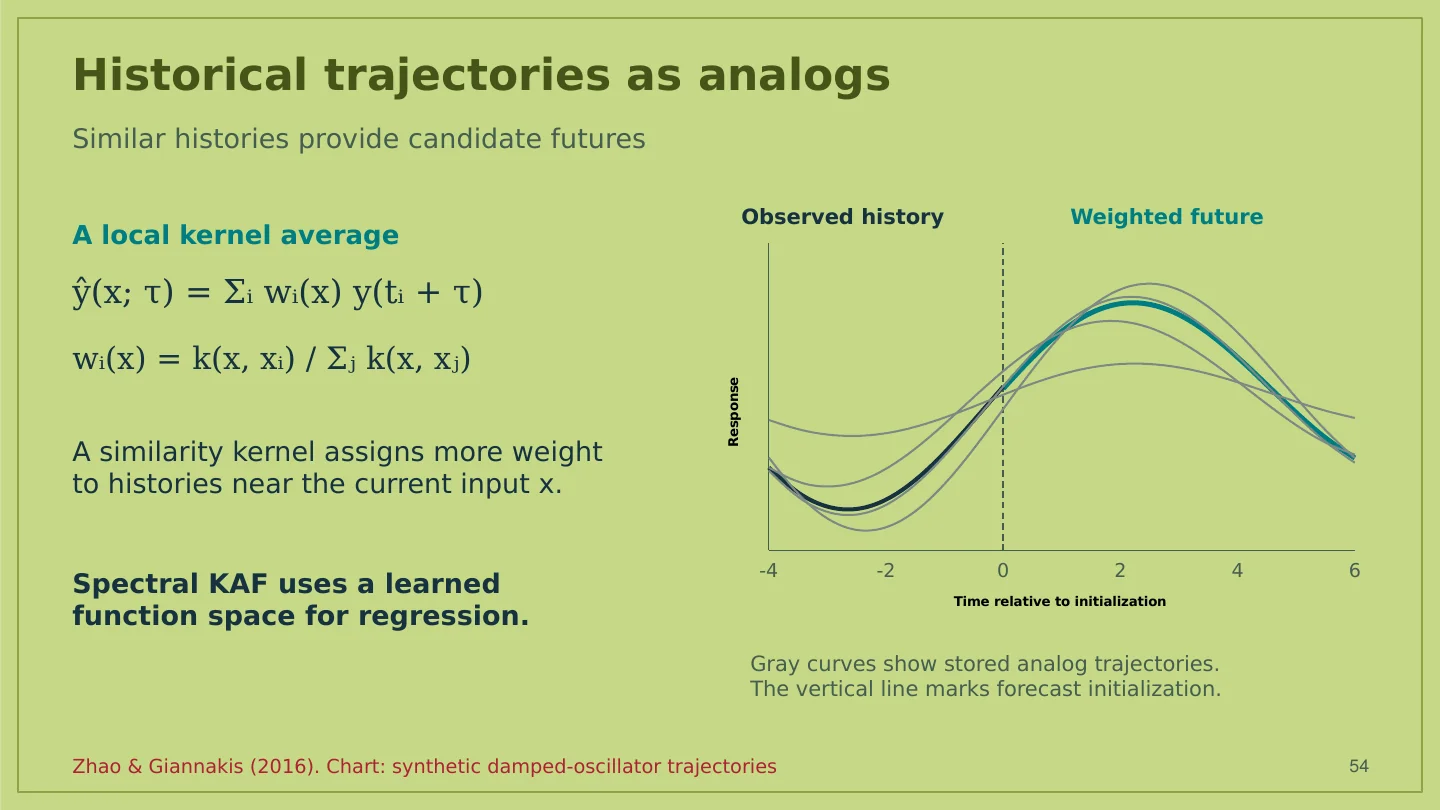 Historical trajectories as analogs
Similar histories provide candidate futures
A local kernel average
ŷ(x; τ) = Σᵢ wᵢ(x) y(tᵢ + τ)
wᵢ(x) = k(x, xᵢ) / Σⱼ k(x, xⱼ)
A similarity kernel assigns more weight
to histories near the current input x.
Spectral KAF uses a learned
function space for regression.
Observed history
Weighted future
Response
-4 -2 0 2 4 6
Time relative to initialization
Gray curves show stored analog trajectories.
The vertical line marks forecast initialization.
Zhao & Giannakis (2016). Chart: synthetic damped-oscillator trajectories
54